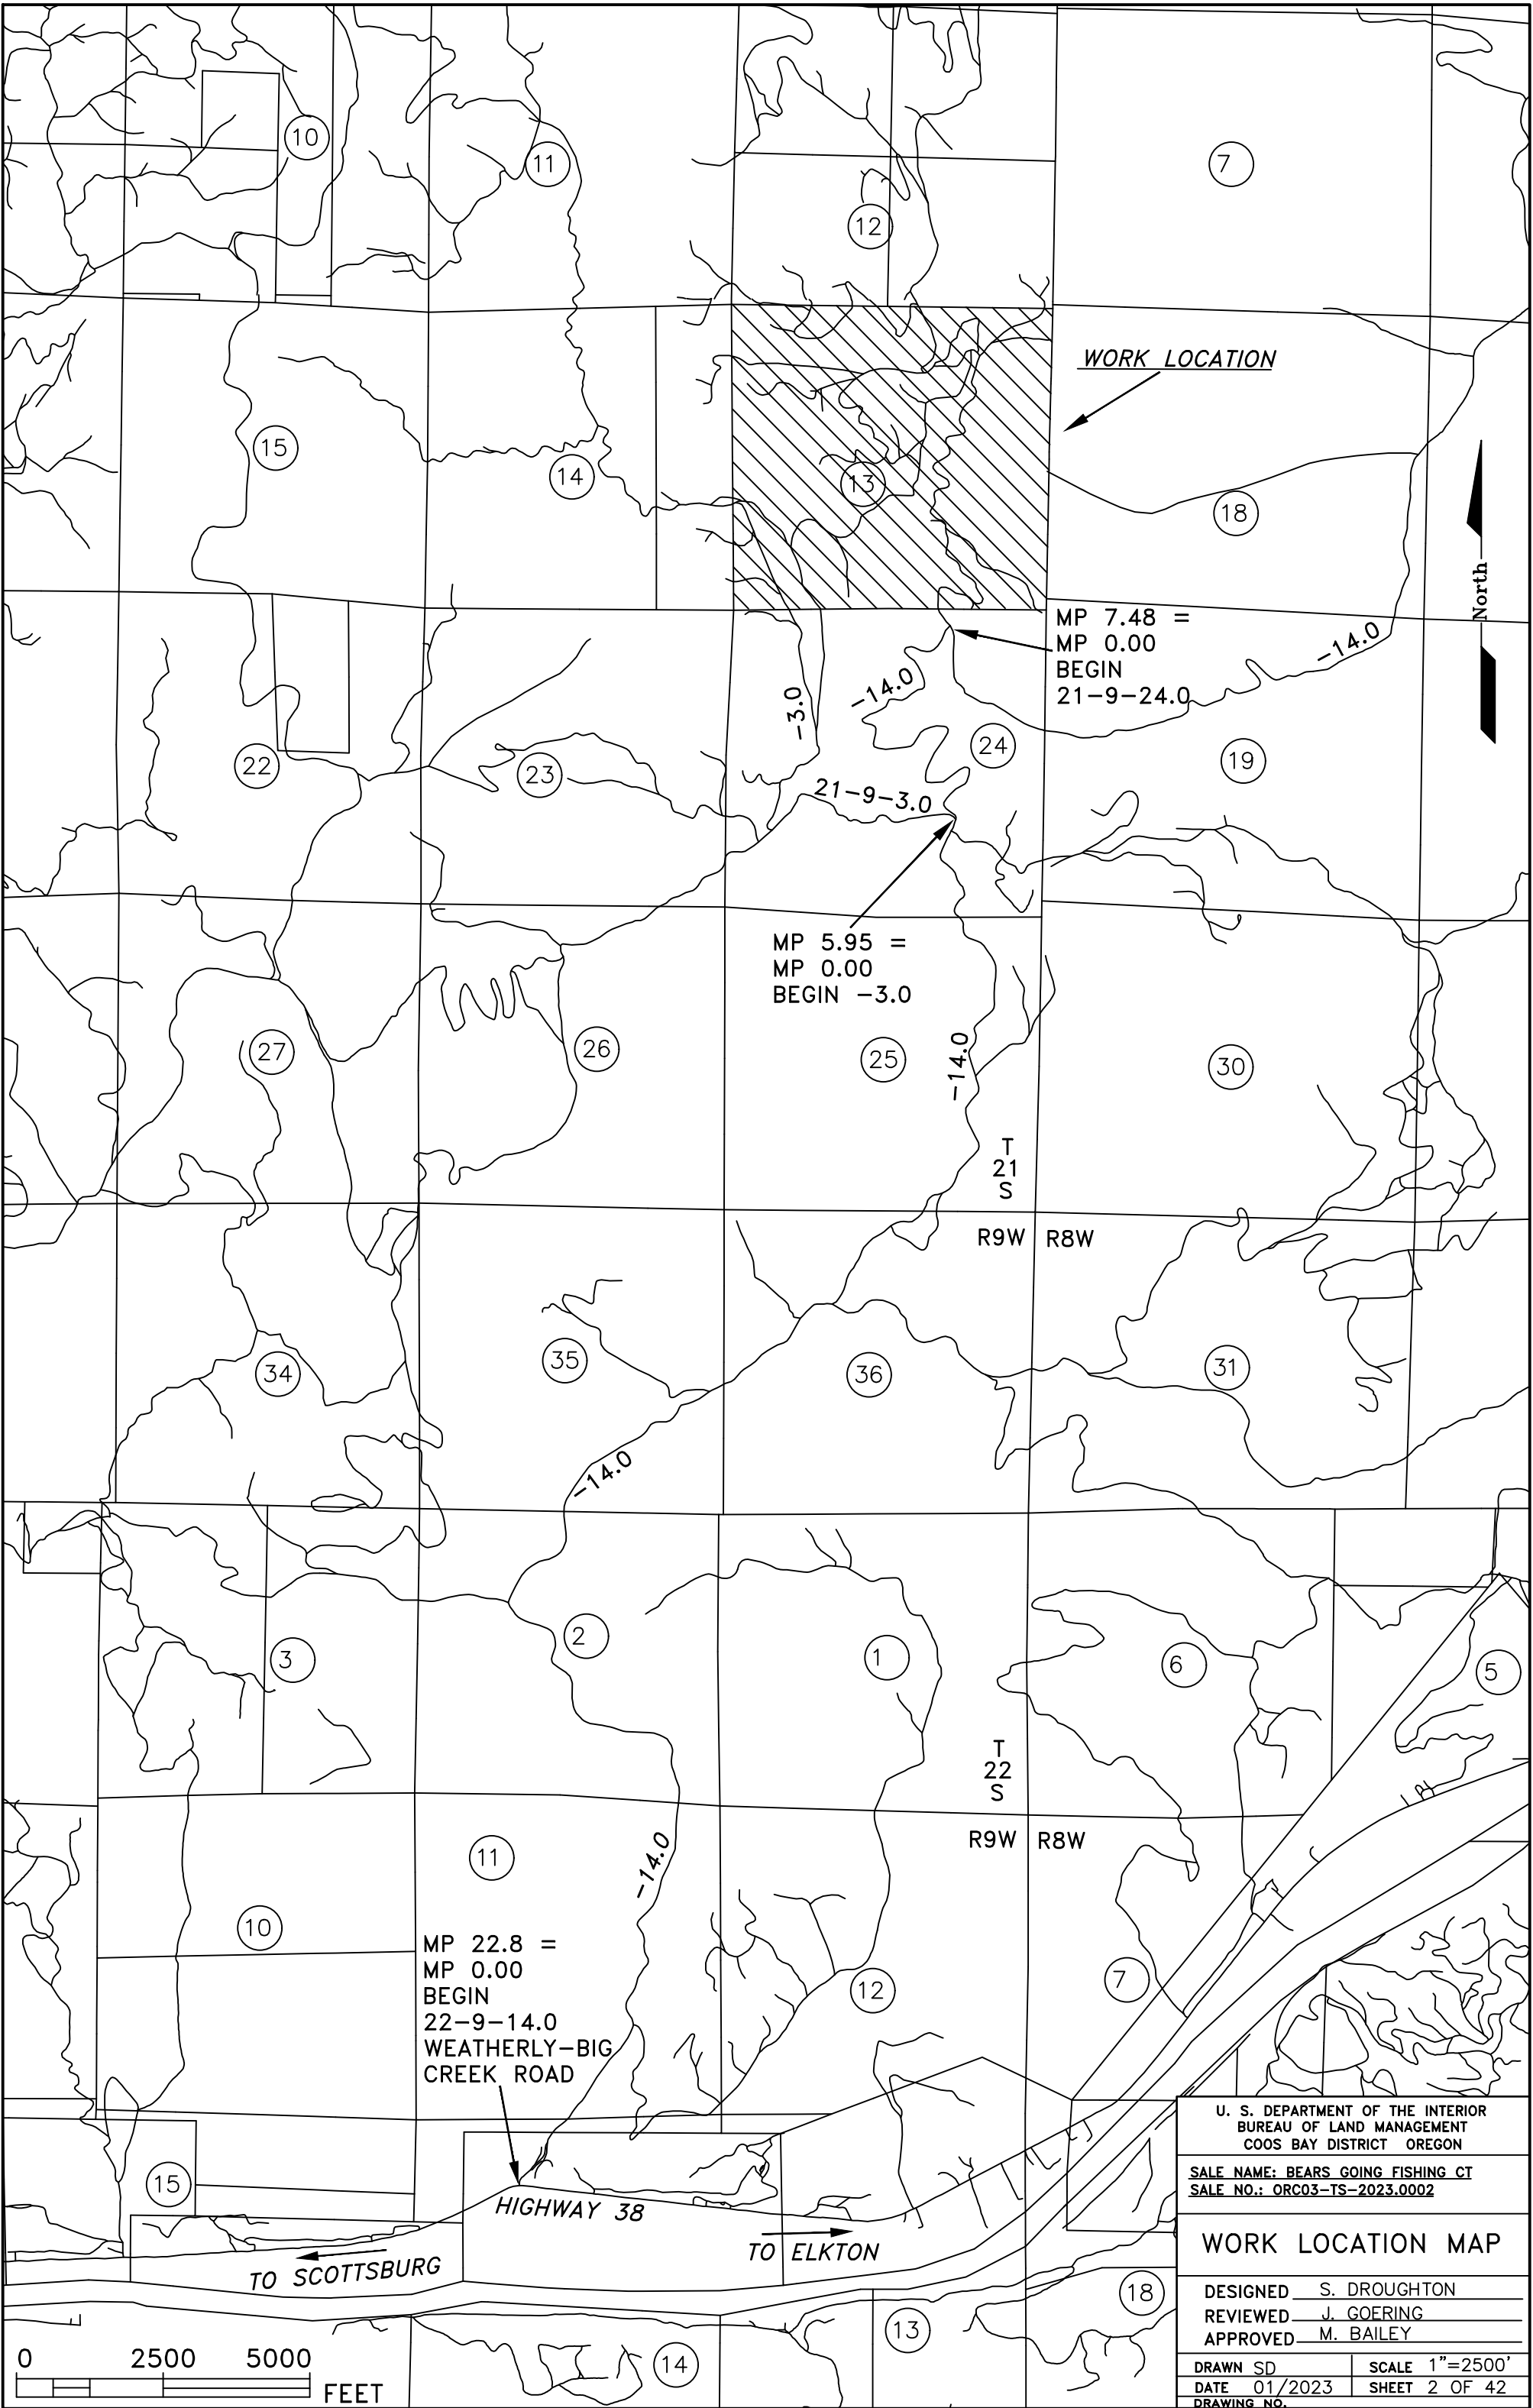 10
11
7
12
WORK LOCATION
15
14
13
18
North
MP 7.48 =
MP 0.00
BEGIN
21-9-24.0
-14.0
-3.0
-14.0
24
22
23
19
21-9-3.0
MP 5.95 =
MP 0.00
BEGIN -3.0
27
26
25
-14.0
30
T
21
S
R9W R8W
34
35
36
31
-14.0
3
2
1
6
5
T
22
S
R9W R8W
11
-14.0
10
MP 22.8 =
MP 0.00
BEGIN
22-9-14.0
WEATHERLY-BIG
CREEK ROAD
12
7
15
HIGHWAY 38
TO SCOTTSBURG
TO ELKTON
18
13
14
0 2500 5000
FEET
U. S. DEPARTMENT OF THE INTERIOR
BUREAU OF LAND MANAGEMENT
COOS BAY DISTRICT OREGON
SALE NAME: BEARS GOING FISHING CT
SALE NO.: ORC03-TS-2023.0002
WORK LOCATION MAP
DESIGNED S. DROUGHTON
REVIEWED J. GOERING
APPROVED M. BAILEY
DRAWN SD SCALE 1"=2500'
DATE 01/2023 SHEET 2 OF 42
DRAWING NO.